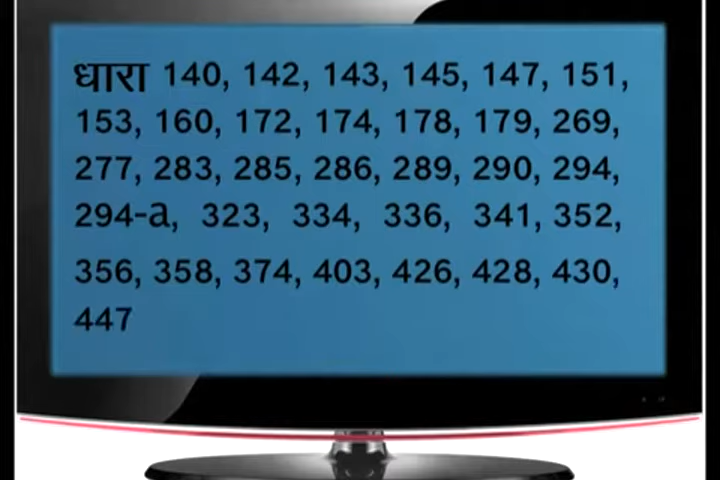 धारा 140, 142, 143, 145, 147, 151,
153, 160, 172, 174, 178, 179, 269,
277, 283, 285, 286, 289, 290, 294,
294-a, 323, 334, 336, 341, 352,
356, 358, 374, 403, 426, 428, 430,
447